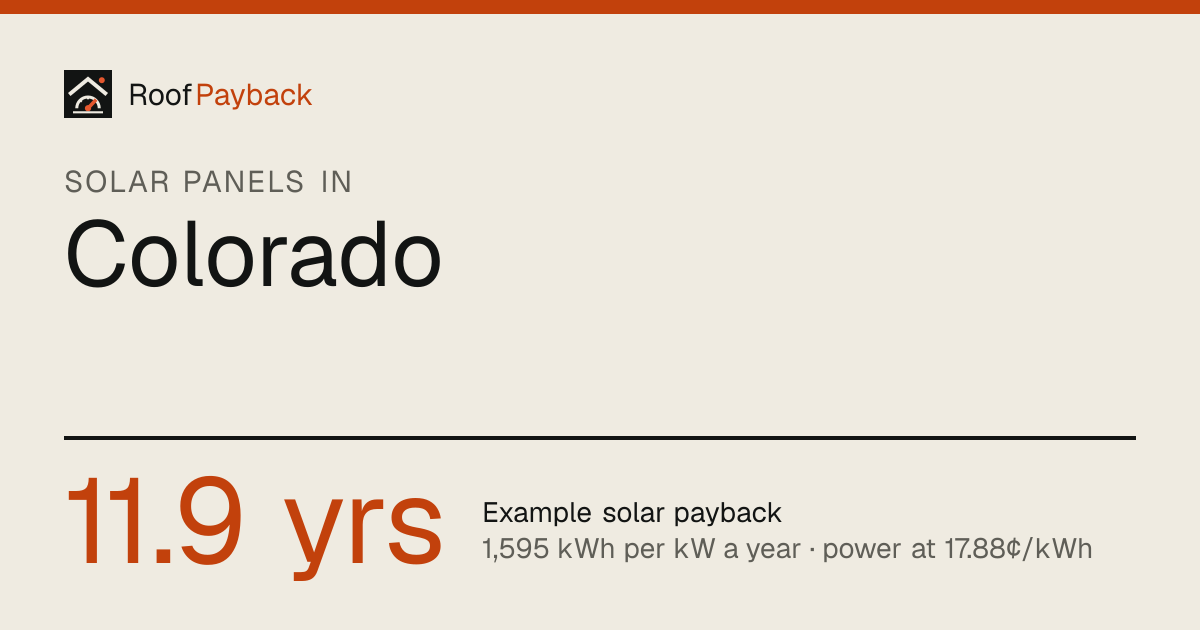 RoofPayback
SOLAR PANELS IN
Colorado
11.9 yrs
Example solar payback
1,595 kWh per kW a year · power at 17.88¢/kWh